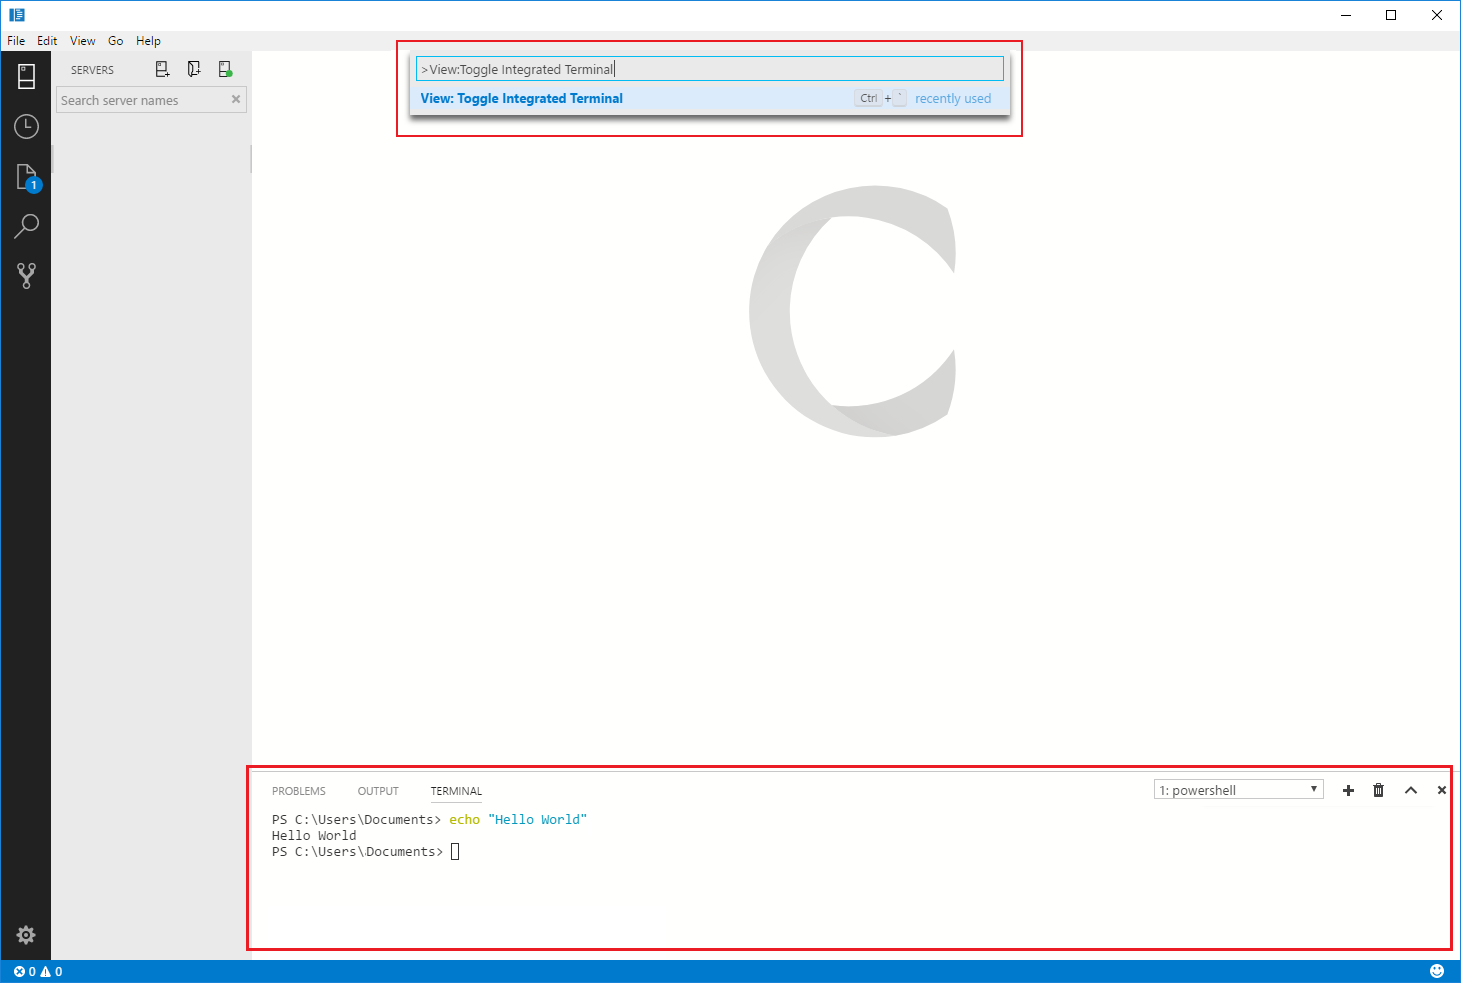 File Edit View Go Help
SERVERS
Search server names
1
>View:Toggle Integrated Terminal
View: Toggle Integrated Terminal Ctrl + ` recently used
PROBLEMS OUTPUT TERMINAL 1: powershell
PS C:\Users\Documents> echo "Hello World"
Hello World
PS C:\Users\Documents>
0 0